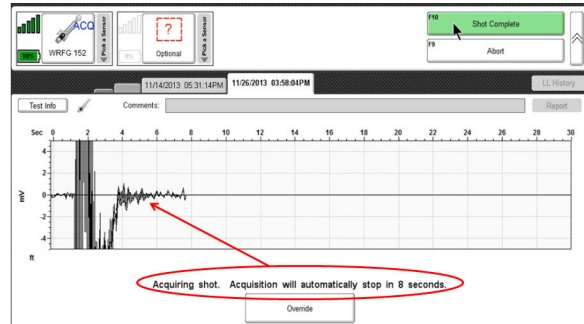 ACQ
98%
WRFG 152
Pick a Sensor
?
Optional
Pick a Sensor
F10 Shot Complete
F9 Abort
11/14/2013 05:31:14PM
11/26/2013 03:58:04PM
LL History
Test Info
Comments:
Report
Sec 0 2 4 6 8 10 12 14 16 18 20 22 24 26 28 30
4
2
0
-2
-4
mV
ft
Acquiring shot. Acquisition will automatically stop in 8 seconds.
Override